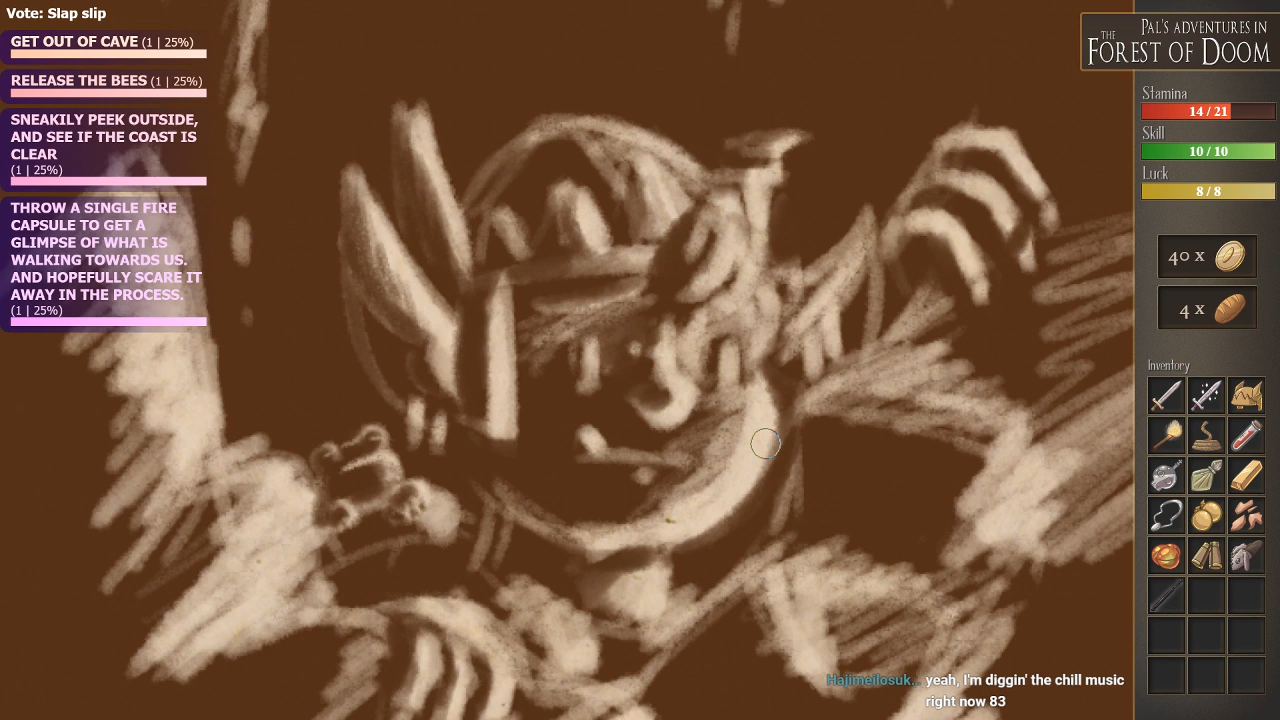 Vote: Slap slip
GET OUT OF CAVE (1 | 25%)
RELEASE THE BEES (1 | 25%)
SNEAKILY PEEK OUTSIDE,
AND SEE IF THE COAST IS
CLEAR
(1 | 25%)
THROW A SINGLE FIRE
CAPSULE TO GET A
GLIMPSE OF WHAT IS
WALKING TOWARDS US.
AND HOPEFULLY SCARE IT
AWAY IN THE PROCESS.
(1 | 25%)
PAL'S ADVENTURES IN
THE FOREST OF DOOM
Stamina
14 / 21
Skill
10 / 10
Luck
8 / 8
40 x
4 x
Inventory
Hajimeilosuk... yeah, I'm diggin' the chill music
right now 83